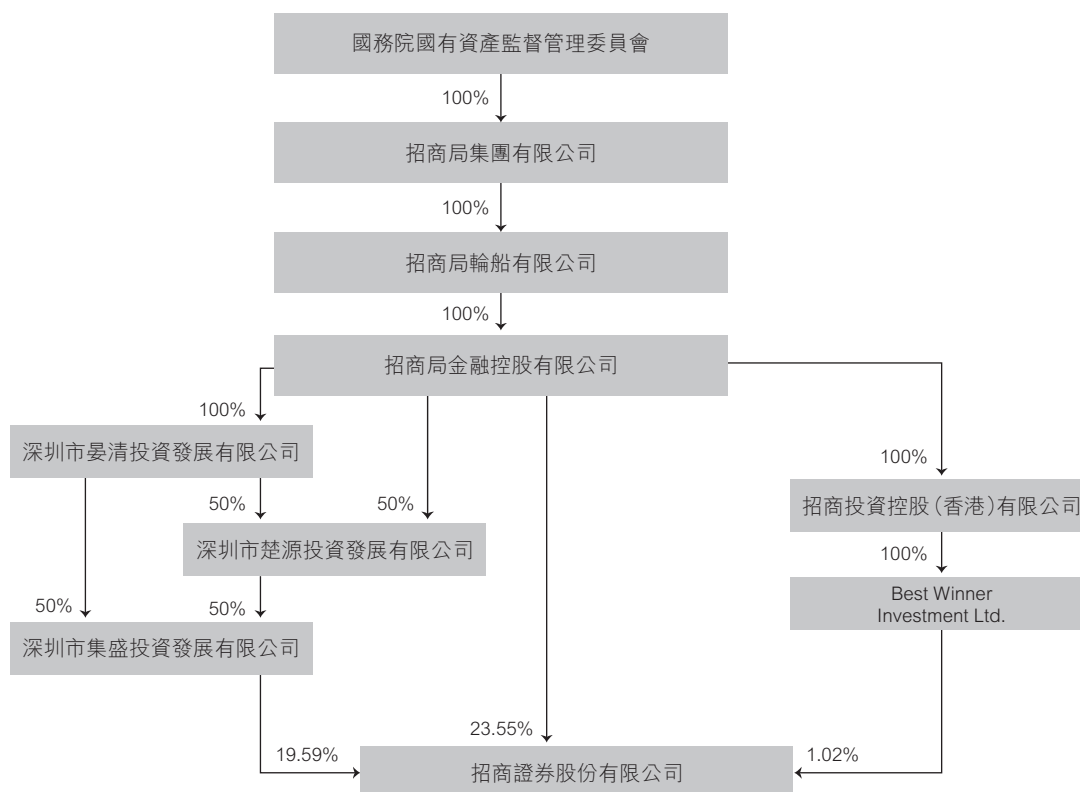 國務院國有資產監督管理委員會
100%
招商局集團有限公司
100%
招商局輪船有限公司
100%
招商局金融控股有限公司
100%
深圳市晏清投資發展有限公司
100%
50%
50%
招商投資控股（香港）有限公司
深圳市楚源投資發展有限公司
100%
Best Winner
Investment Ltd.
50%
50%
深圳市集盛投資發展有限公司
23.55%
19.59%
1.02%
招商證券股份有限公司